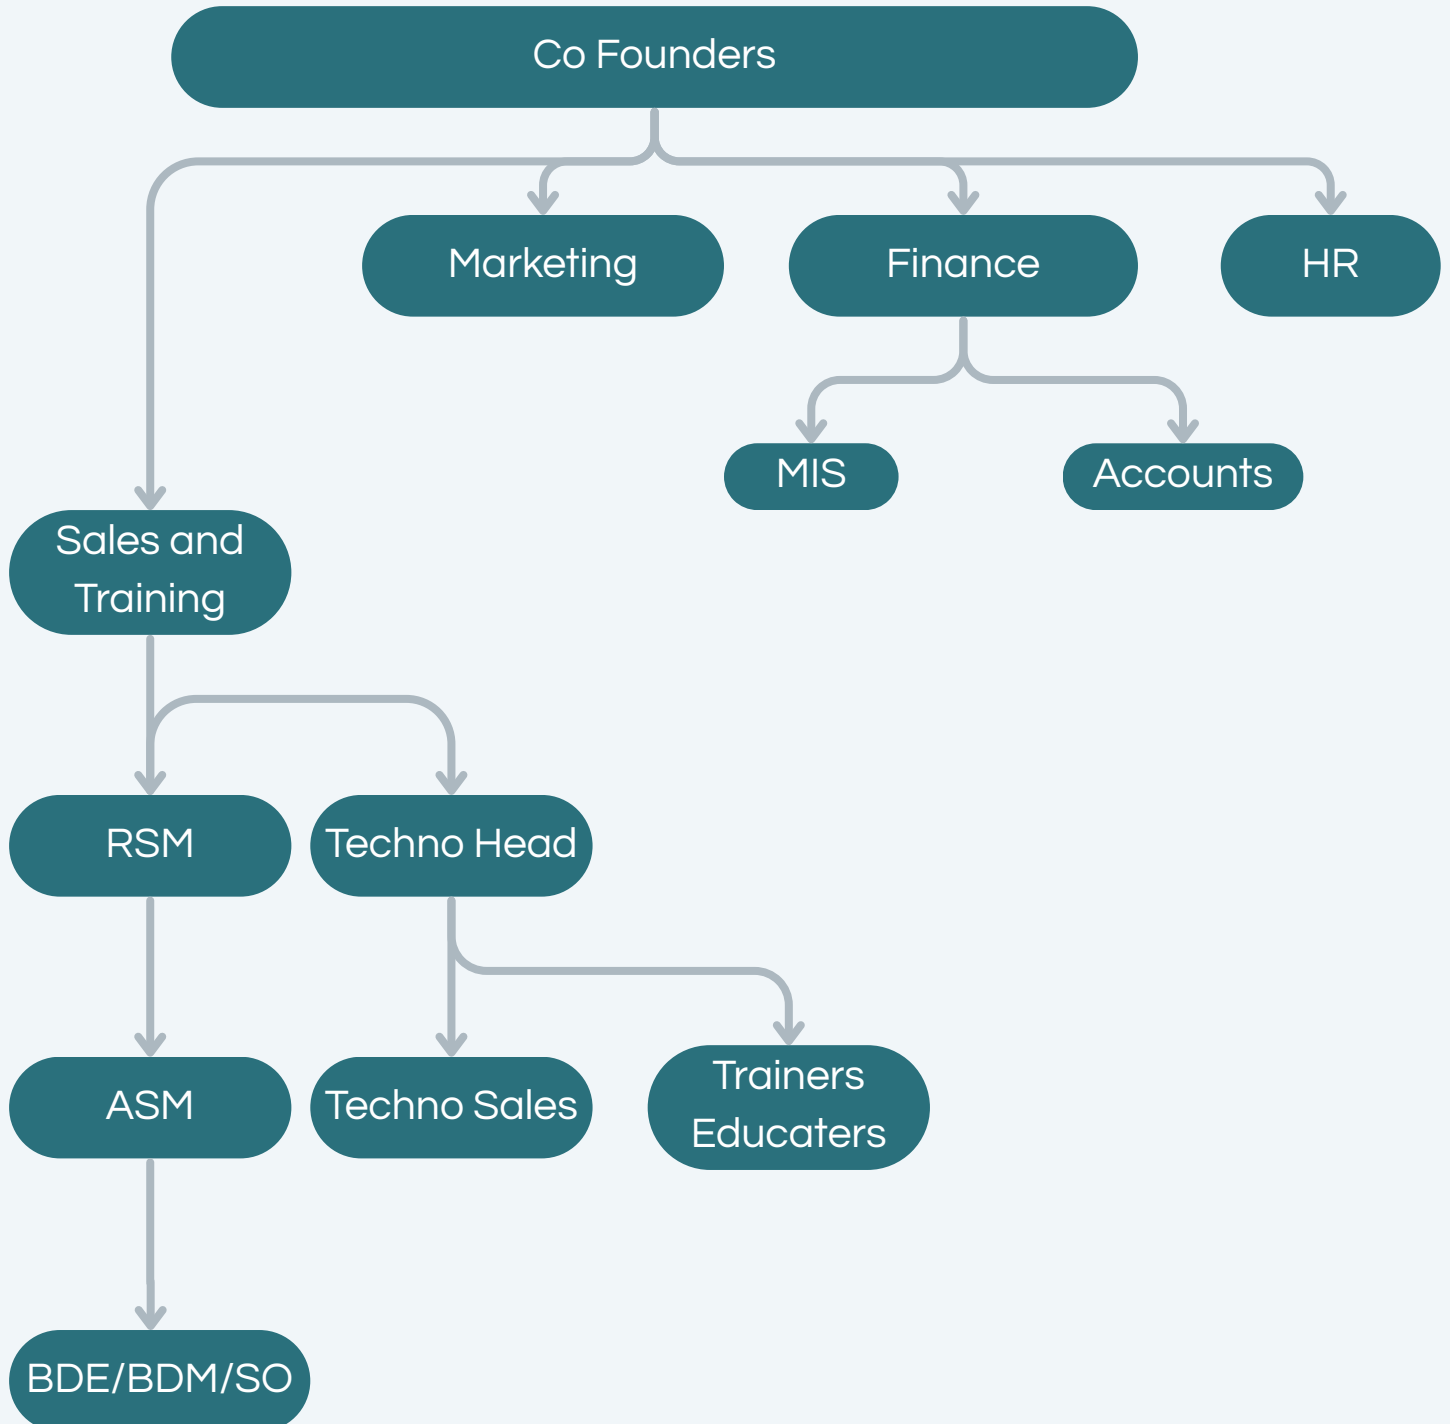 Co Founders
Marketing
Finance
HR
MIS
Accounts
Sales and
Training
RSM
Techno Head
ASM
Techno Sales
Trainers
Educaters
BDE/BDM/SO